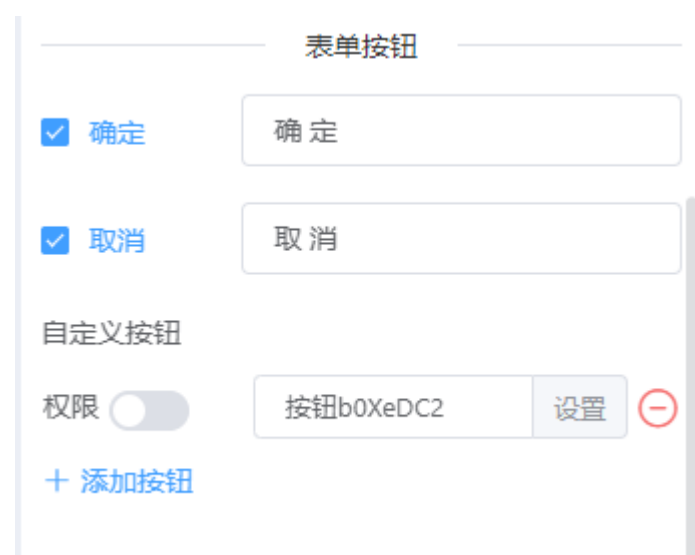 表单按钮
确定 确 定
取消 取 消
自定义按钮
权限 按钮b0XeDC2 设置
添加按钮